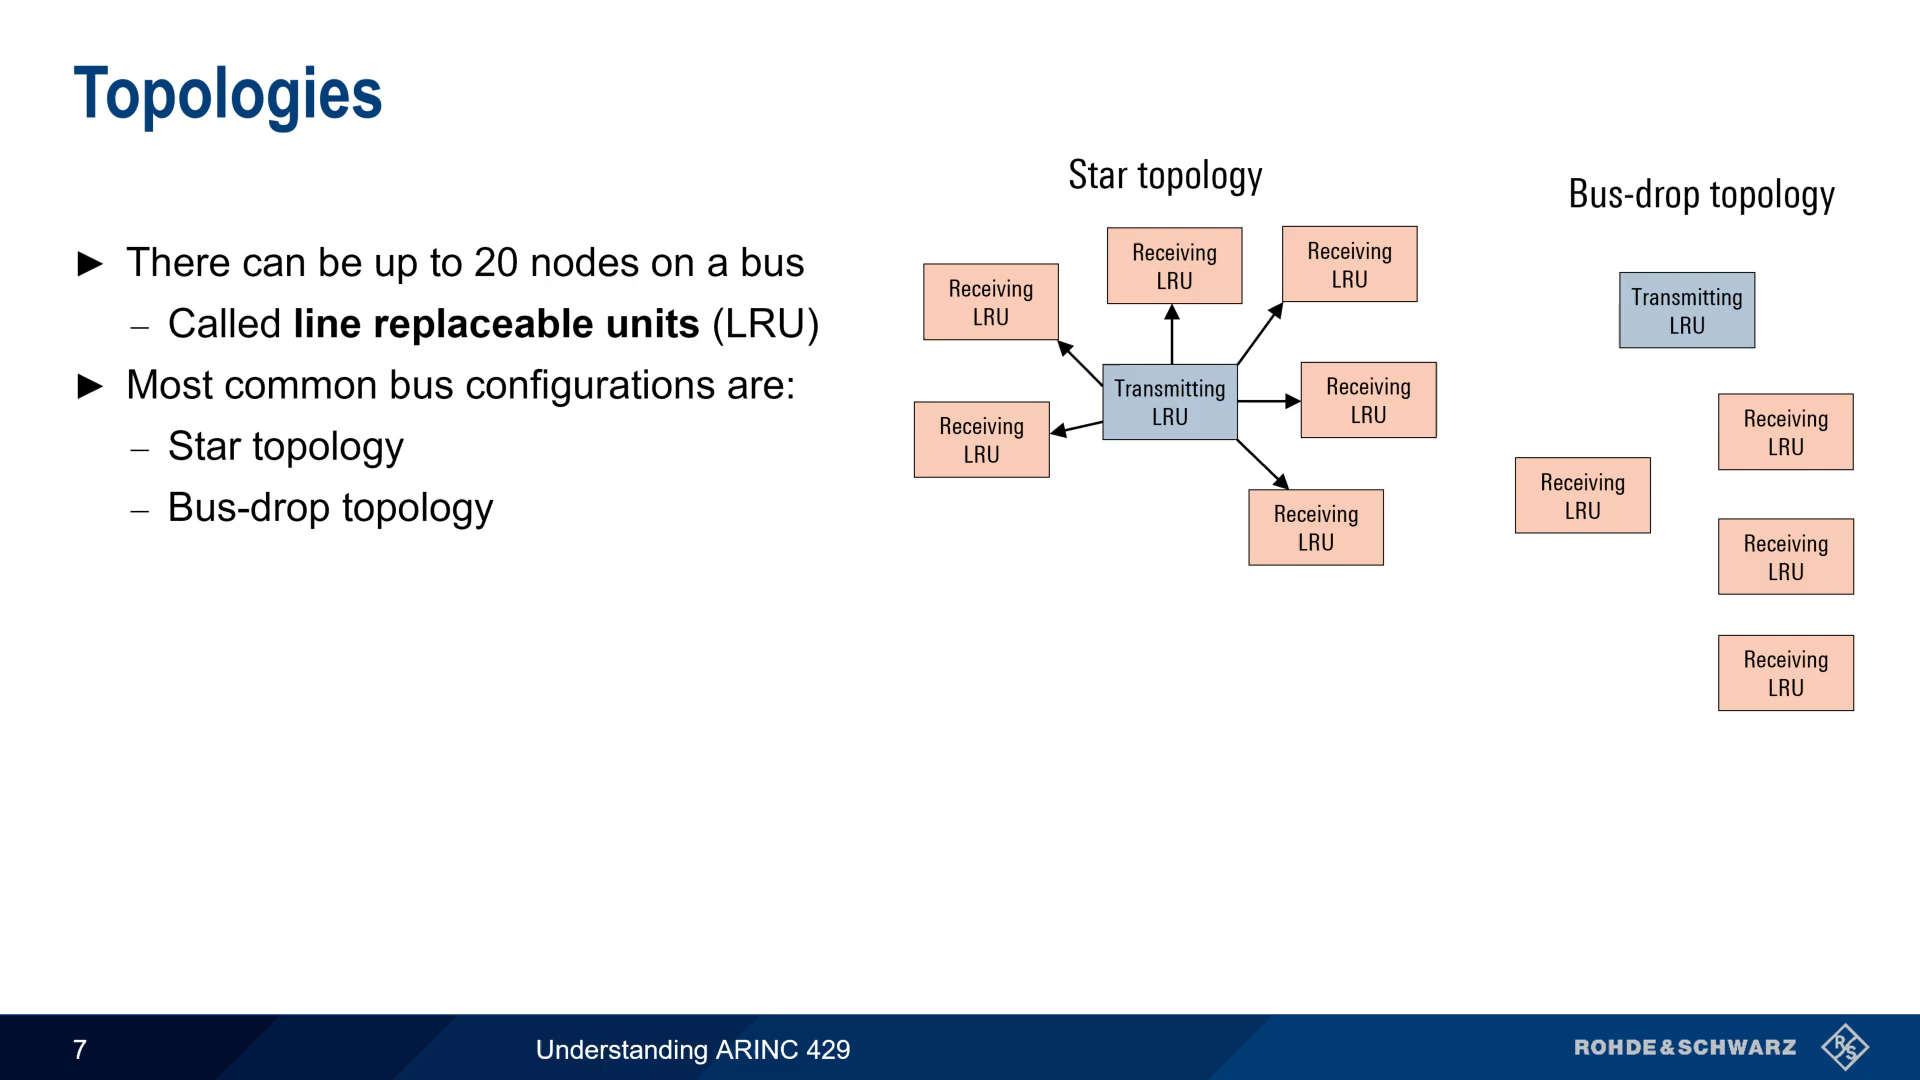 Topologies
► There can be up to 20 nodes on a bus
– Called line replaceable units (LRU)
► Most common bus configurations are:
– Star topology
– Bus-drop topology
Star topology
Receiving
LRU
Receiving
LRU
Receiving
LRU
Transmitting
LRU
Receiving
LRU
Receiving
LRU
Receiving
LRU
Bus-drop topology
Transmitting
LRU
Receiving
LRU
Receiving
LRU
Receiving
LRU
Receiving
LRU
7
Understanding ARINC 429
ROHDE&SCHWARZ
R&S